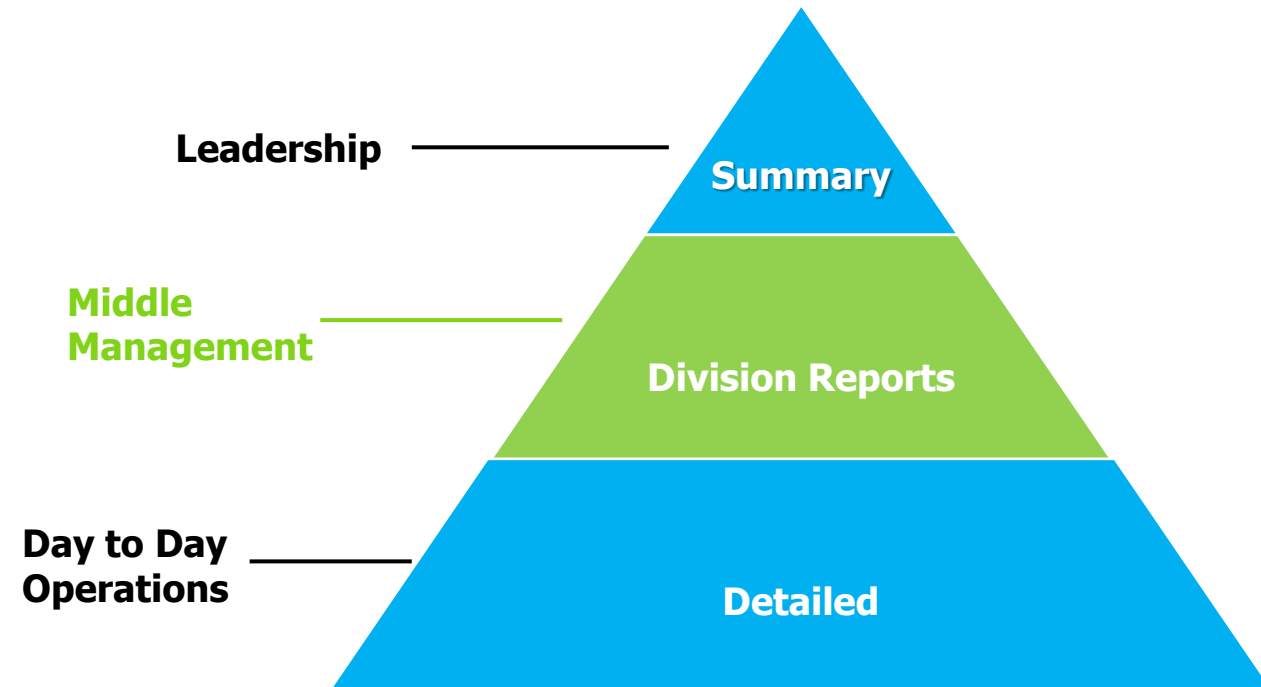 Leadership
Summary
Middle
Management
Division Reports
Day to Day
Operations
Detailed